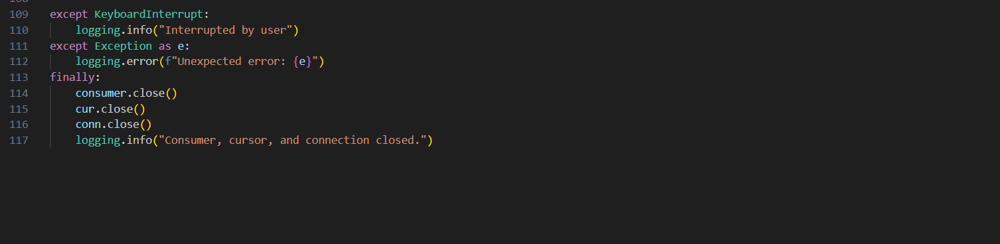 109 except KeyboardInterrupt:
110 logging.info("Interrupted by user")
111 except Exception as e:
112 logging.error(f"Unexpected error: {e}")
113 finally:
114 consumer.close()
115 cur.close()
116 conn.close()
117 logging.info("Consumer, cursor, and connection closed.")